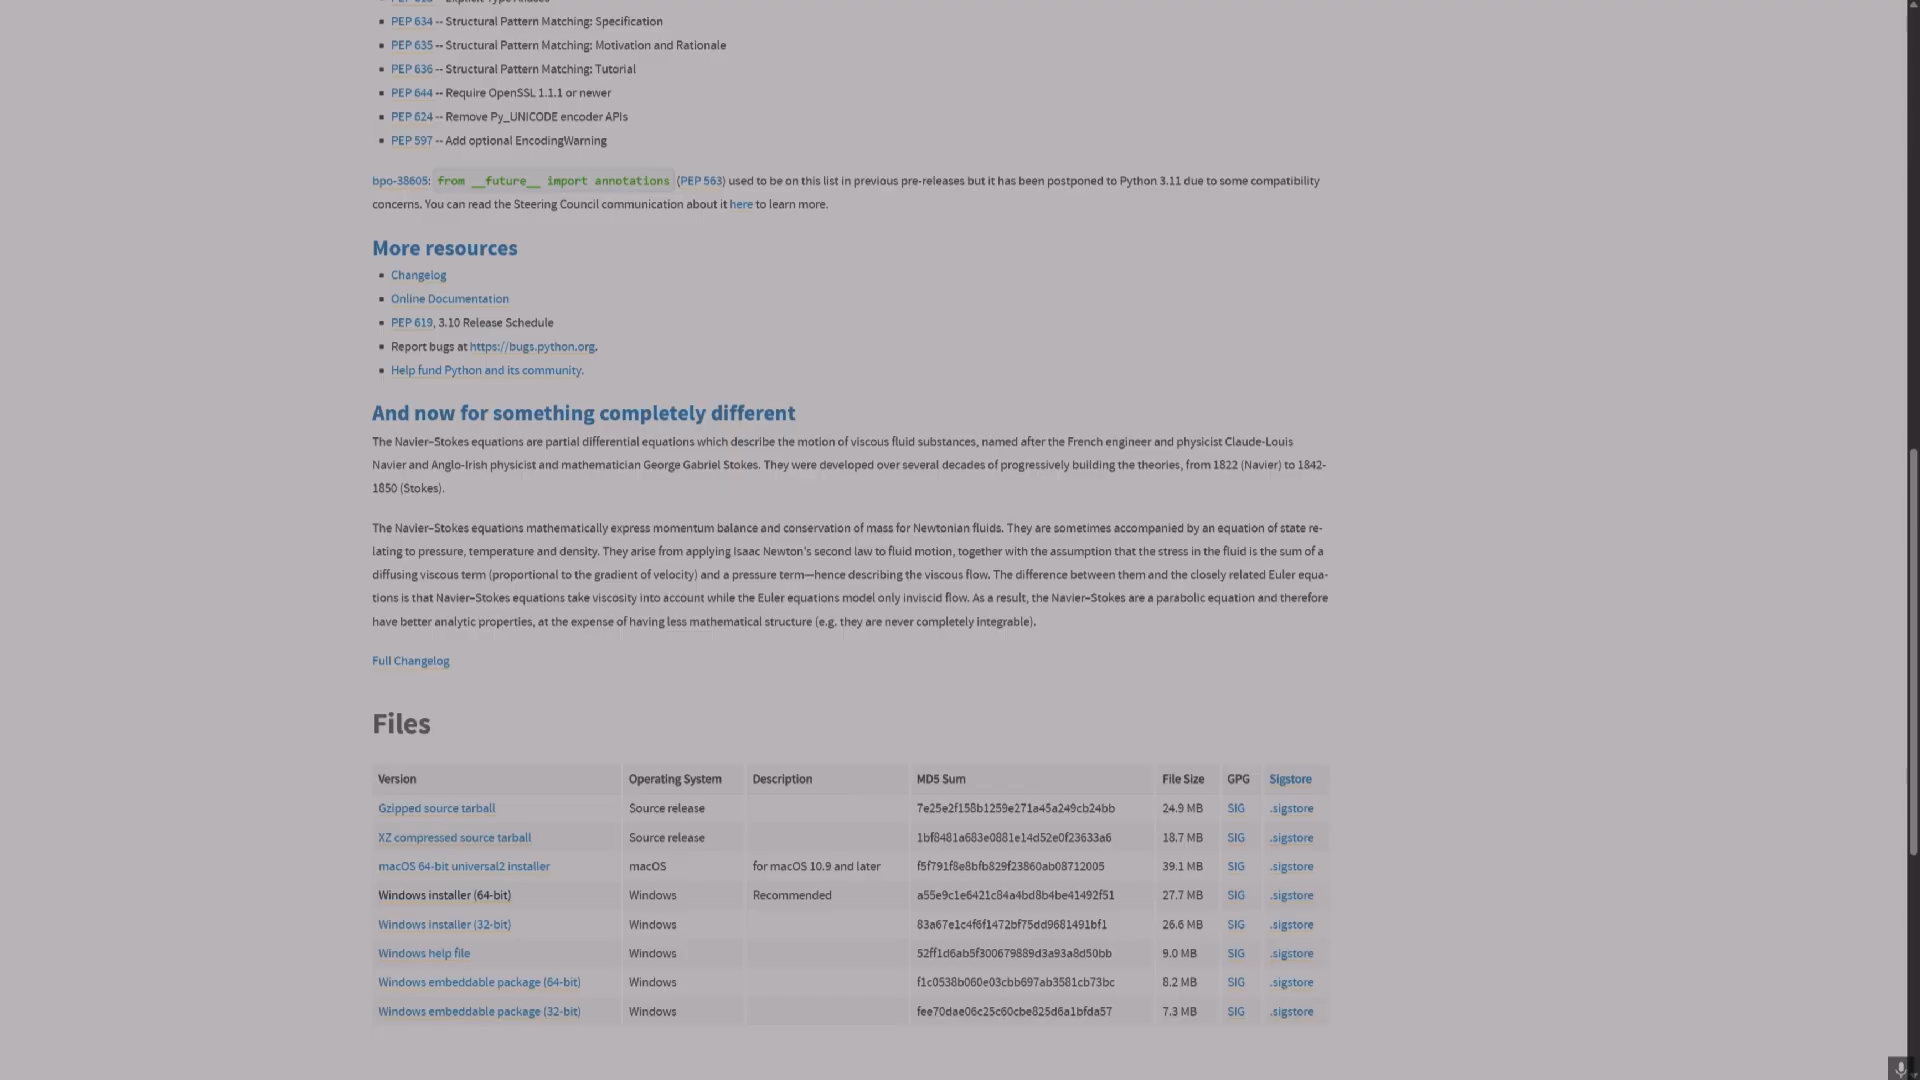 PEP 634 -- Structural Pattern Matching: Specification
PEP 635 -- Structural Pattern Matching: Motivation and Rationale
PEP 636 -- Structural Pattern Matching: Tutorial
PEP 644 -- Require OpenSSL 1.1.1 or newer
PEP 624 -- Remove Py_UNICODE encoder APIs
PEP 597 -- Add optional EncodingWarning
bpo-38605: from __future__ import annotations (PEP 563) used to be on this list in previous pre-releases but it has been postponed to Python 3.11 due to some compatibility
concerns. You can read the Steering Council communication about it here to learn more.
More resources
Changelog
Online Documentation
PEP 619, 3.10 Release Schedule
Report bugs at https://bugs.python.org.
Help fund Python and its community.
And now for something completely different
The Navier–Stokes equations are partial differential equations which describe the motion of viscous fluid substances, named after the French engineer and physicist Claude-Louis
Navier and Anglo-Irish physicist and mathematician George Gabriel Stokes. They were developed over several decades of progressively building the theories, from 1822 (Navier) to 1842-
1850 (Stokes).
The Navier–Stokes equations mathematically express momentum balance and conservation of mass for Newtonian fluids. They are sometimes accompanied by an equation of state re-
lating to pressure, temperature and density. They arise from applying Isaac Newton's second law to fluid motion, together with the assumption that the stress in the fluid is the sum of a
diffusing viscous term (proportional to the gradient of velocity) and a pressure term—hence describing the viscous flow. The difference between them and the closely related Euler equa-
tions is that Navier–Stokes equations take viscosity into account while the Euler equations model only inviscid flow. As a result, the Navier–Stokes are a parabolic equation and therefore
have better analytic properties, at the expense of having less mathematical structure (e.g. they are never completely integrable).
Full Changelog
Files
Version Operating System Description MD5 Sum File Size GPG Sigstore
Gzipped source tarball Source release 7e25e2f158b1259e271a45a249cb24bb 24.9 MB SIG .sigstore
XZ compressed source tarball Source release 1bf8481a683e0881e14d52e0f23633a6 18.7 MB SIG .sigstore
macOS 64-bit universal2 installer macOS for macOS 10.9 and later f5f791f8e8bfb829f23860ab08712005 39.1 MB SIG .sigstore
Windows installer (64-bit) Windows Recommended a55e9c1e6421c84a4bd8b4be41492f51 27.7 MB SIG .sigstore
Windows installer (32-bit) Windows 83a67e1c4f6f1472bf75dd9681491bf1 26.6 MB SIG .sigstore
Windows help file Windows 52ff1d6ab5f300679889d3a93a8d50bb 9.0 MB SIG .sigstore
Windows embeddable package (64-bit) Windows f1c0538b060e03cbb697ab3581cb73bc 8.2 MB SIG .sigstore
Windows embeddable package (32-bit) Windows fee70dae06c25c60cbe825d6a1bfda57 7.3 MB SIG .sigstore